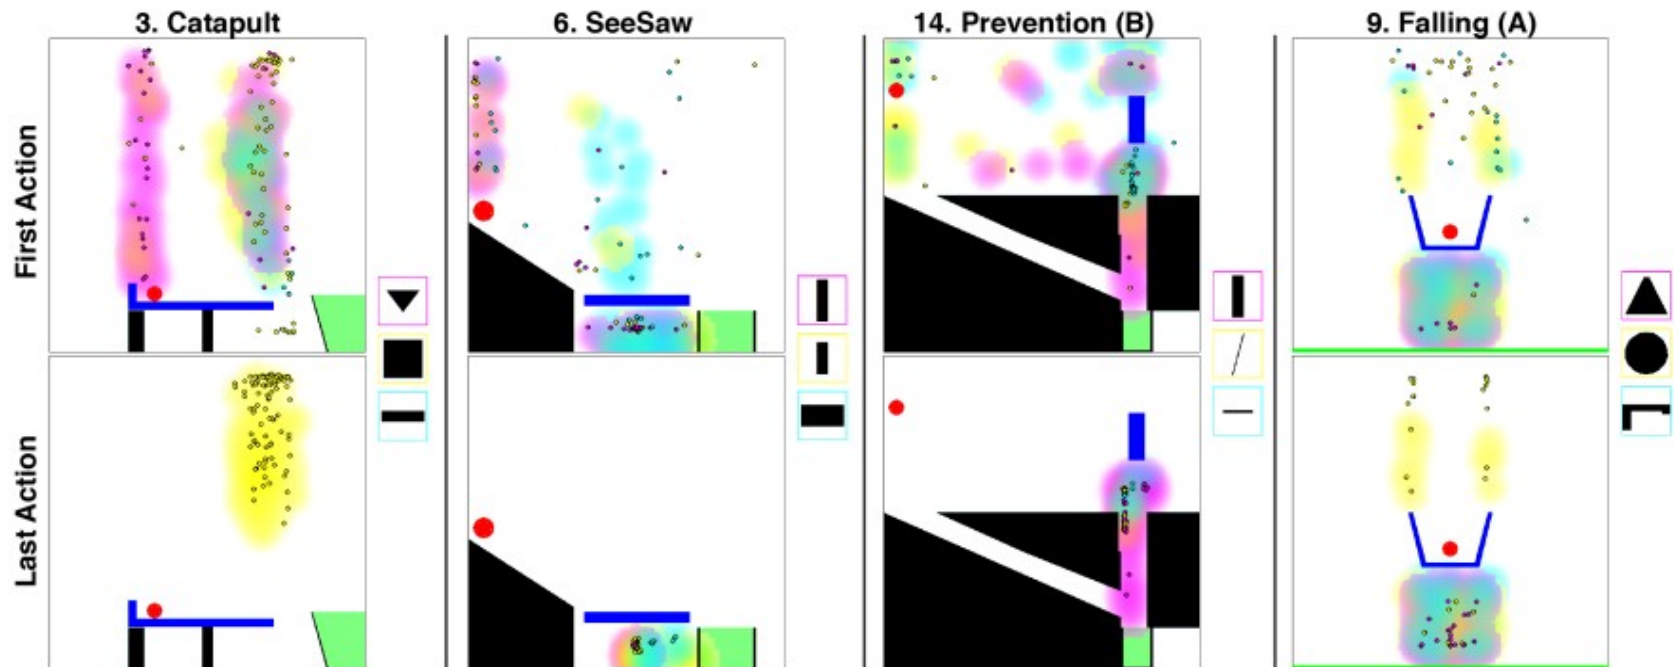 3. Catapult
6. SeeSaw
14. Prevention (B)
9. Falling (A)
First Action
Last Action